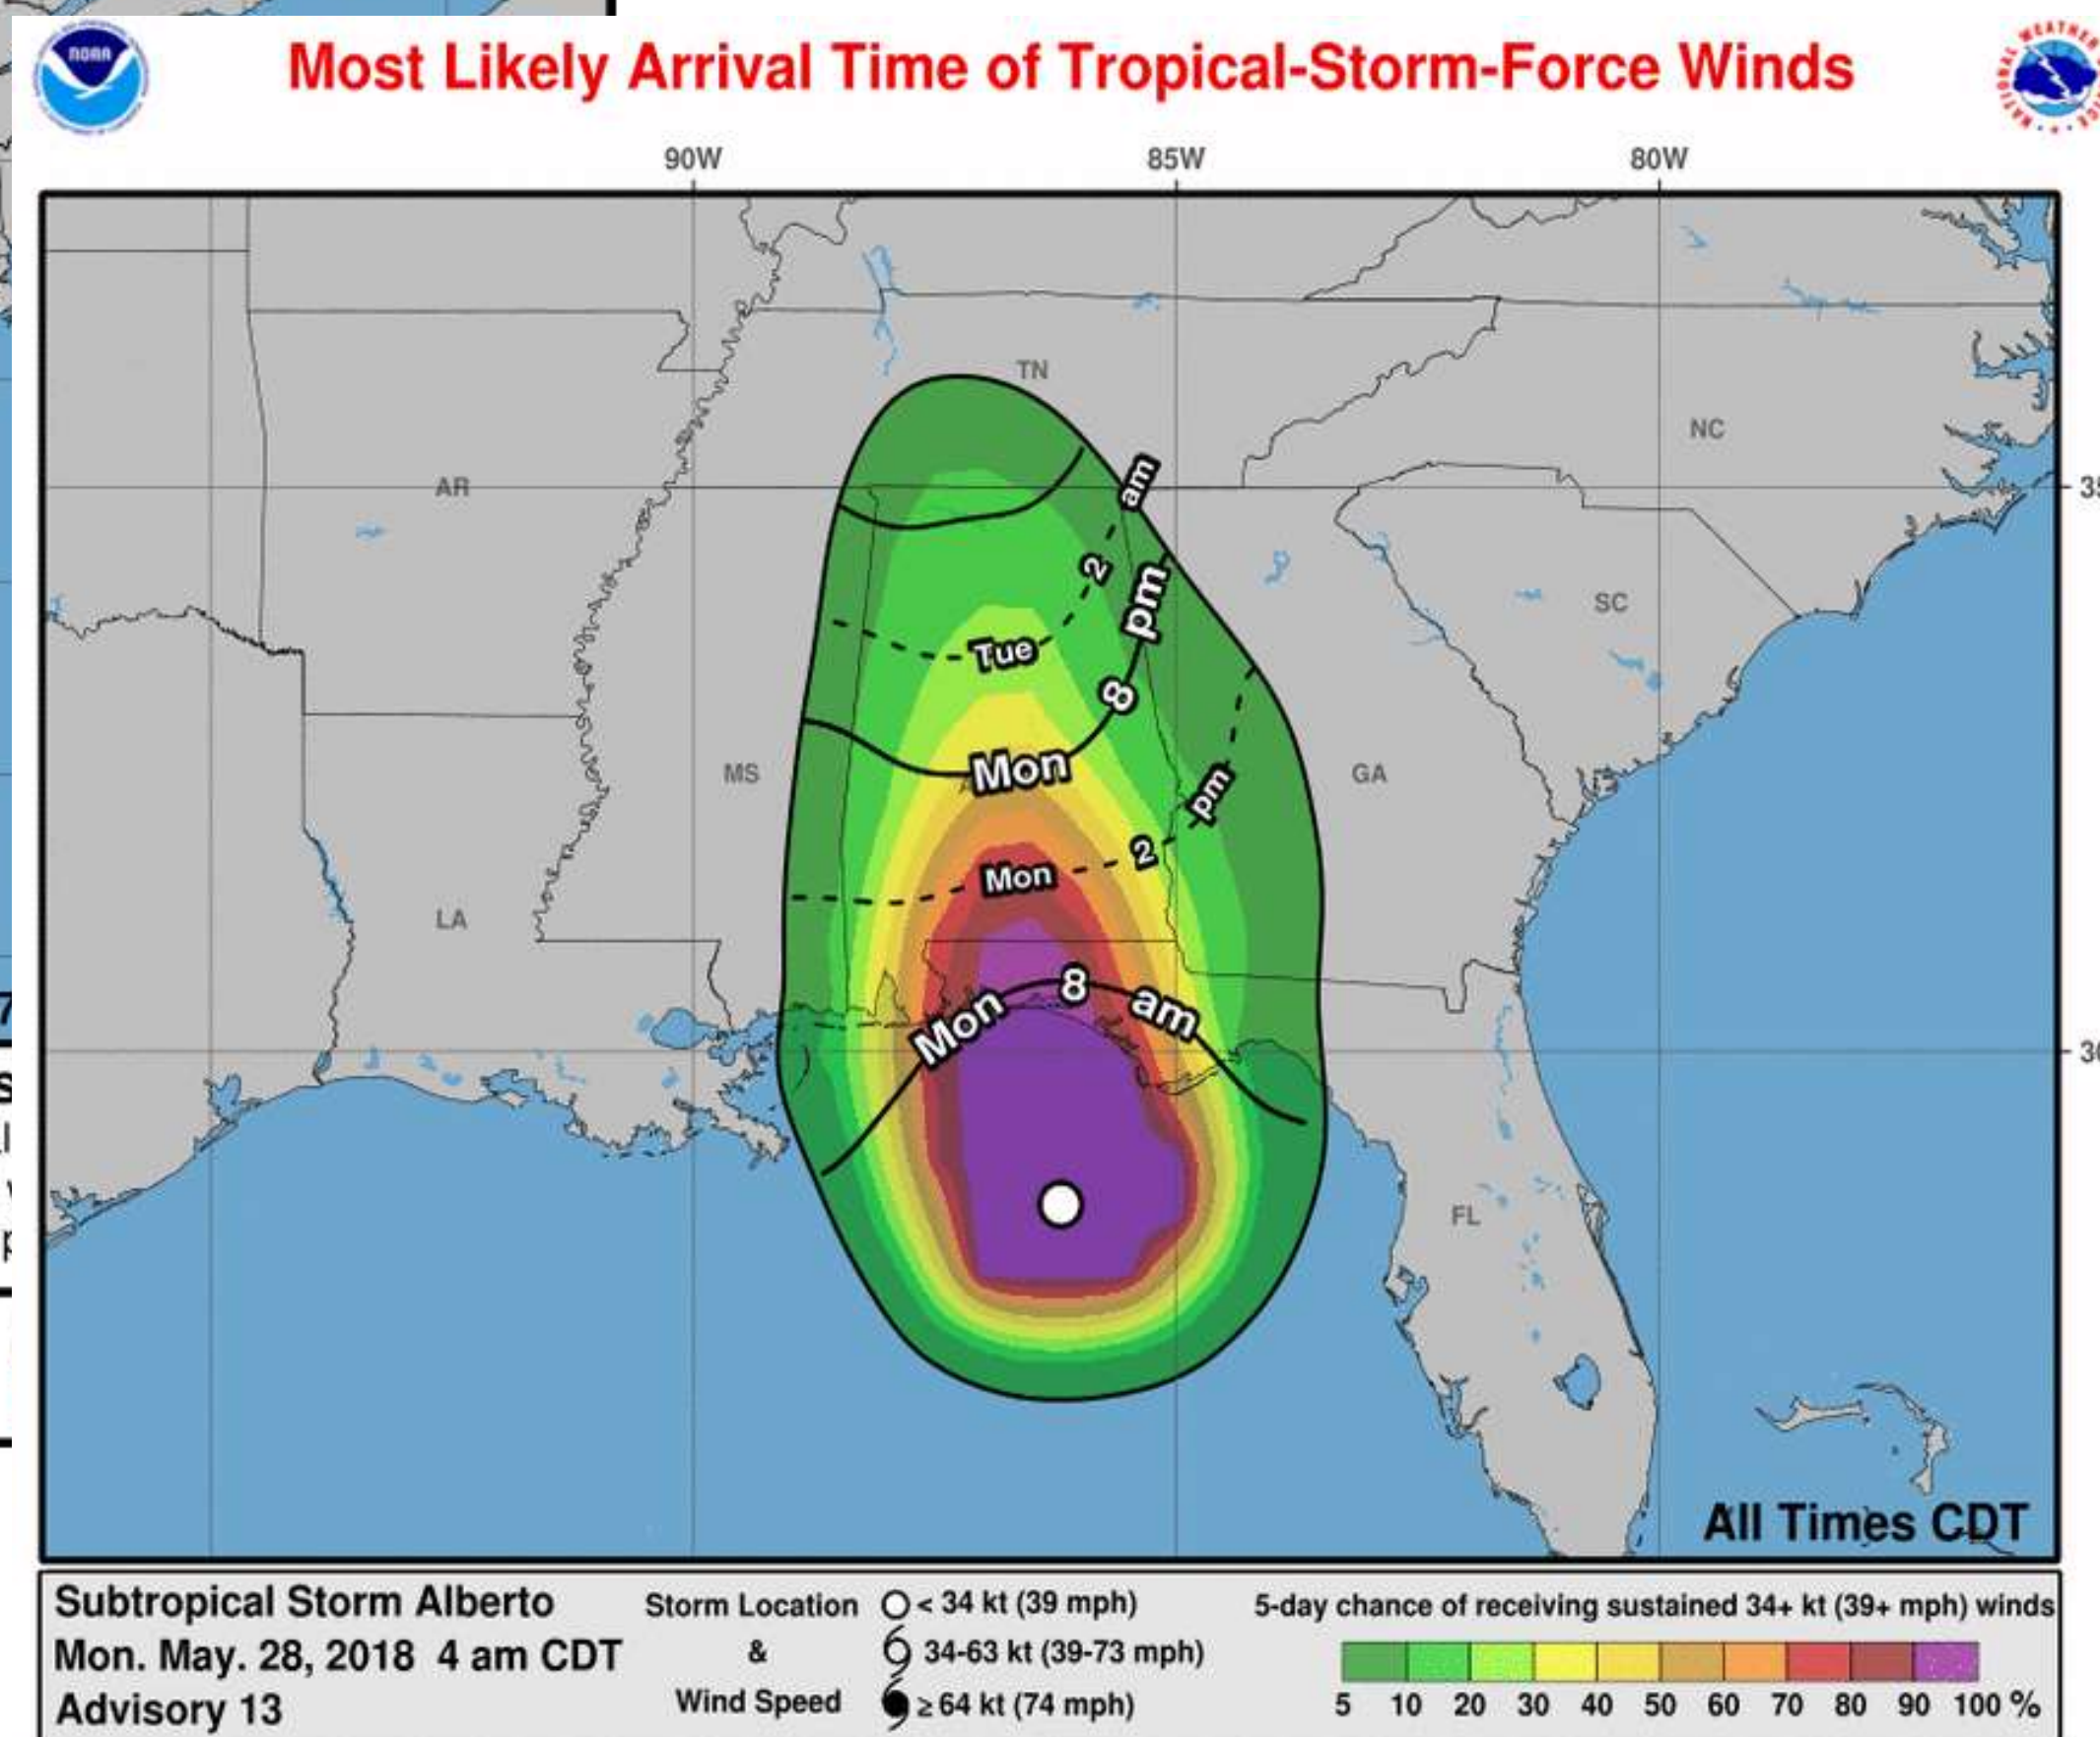 NOAA
Most Likely Arrival Time of Tropical-Storm-Force Winds
90W 85W 80W
TN
NC
AR
am
2
pm
SC
Tue
8
Mon
MS
GA
pm
2
Mon
LA
8
Mon am
FL
All Times CDT
Subtropical Storm Alberto
Mon. May. 28, 2018 4 am CDT
Advisory 13
Storm Location
&
Wind Speed
< 34 kt (39 mph)
34-63 kt (39-73 mph)
≥ 64 kt (74 mph)
5-day chance of receiving sustained 34+ kt (39+ mph) winds
5 10 20 30 40 50 60 70 80 90 100 %